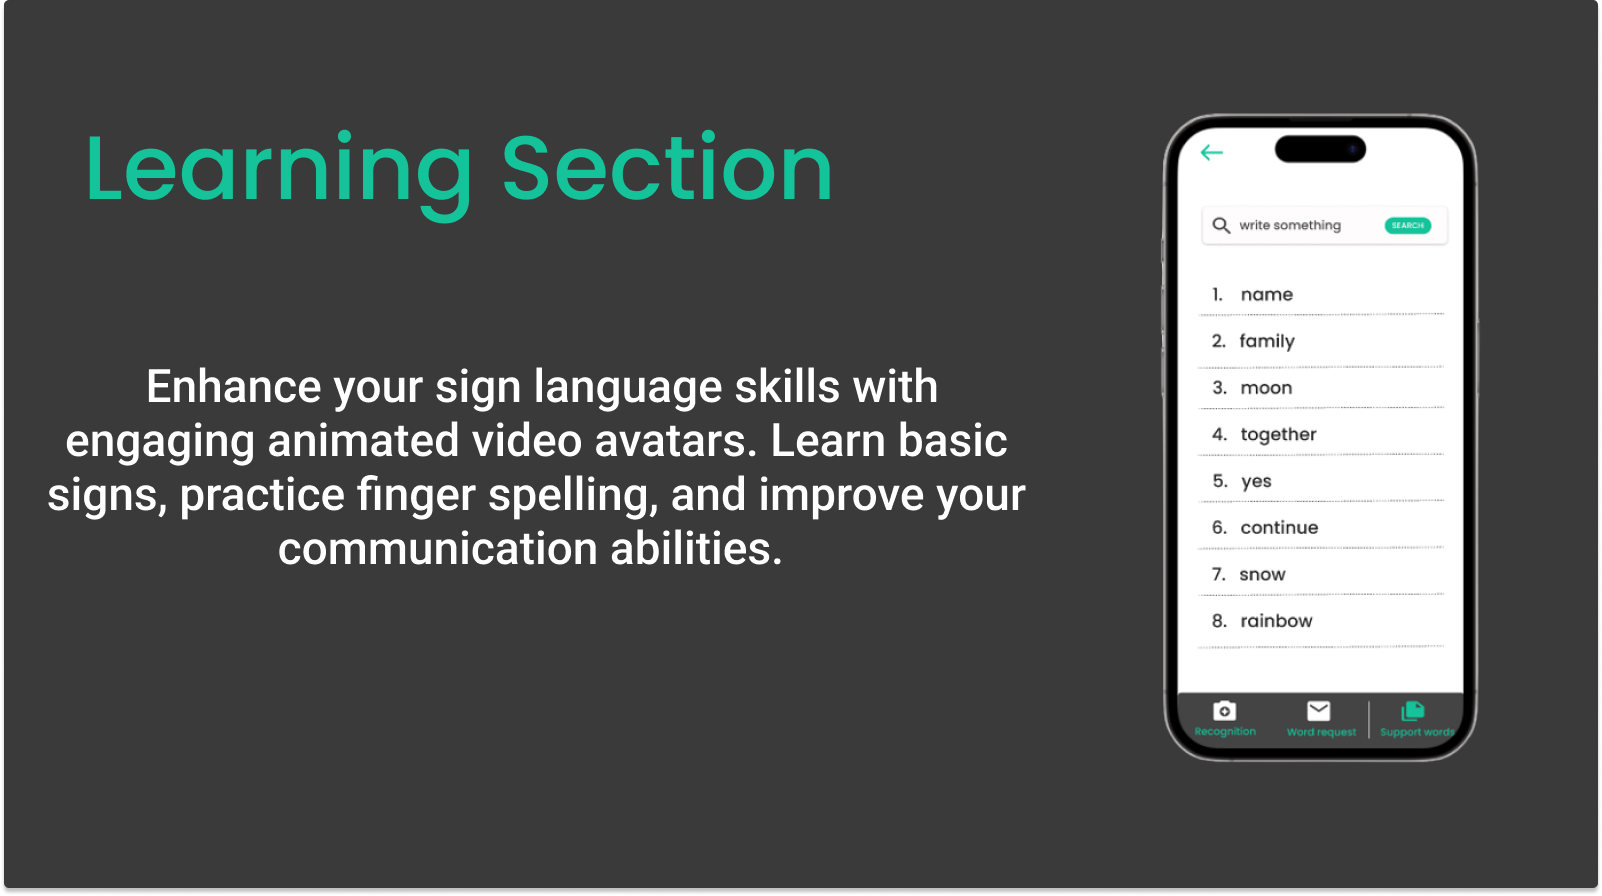 Learning Section
Enhance your sign language skills with
engaging animated video avatars. Learn basic
signs, practice finger spelling, and improve your
communication abilities.
write something SEARCH
1. name
2. family
3. moon
4. together
5. yes
6. continue
7. snow
8. rainbow
Recognition Word request Support words